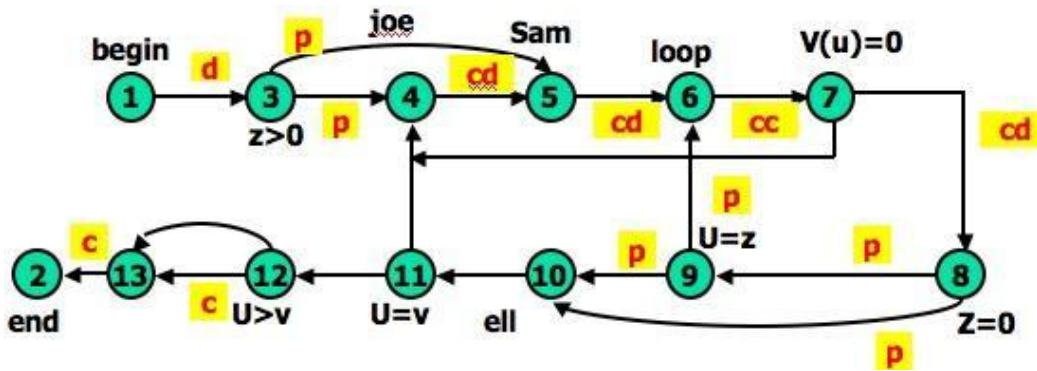 joe
Sam
begin
p
loop
V(u)=0
d
cd
1
3
4
5
6
7
z>0
p
cd
cc
cd
p
U=z
c
p
p
2
13
12
11
10
9
8
end
c
U>v
U=v
ell
Z=0
p